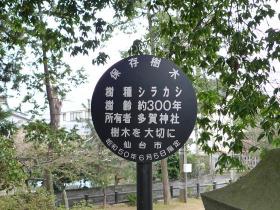 保存樹木
樹種 シラカシ
樹齢 約300年
所有者 多賀神社
樹木を大切に
仙台市
昭和50年6月5日指定